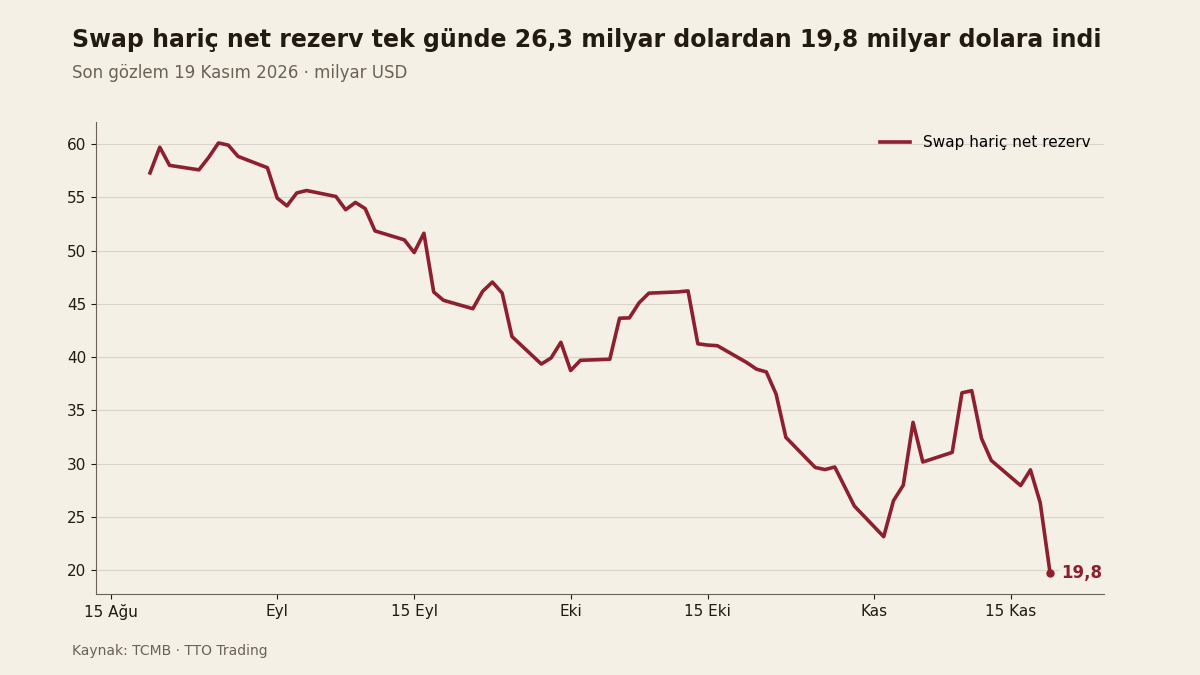 Swap hariç net rezerv tek günde 26,3 milyar dolardan 19,8 milyar dolara indi
Son gözlem 19 Kasım 2026 · milyar USD
Swap hariç net rezerv
60
55
50
45
40
35
30
25
20
19,8
15 Ağu
Eyl
15 Eyl
Eki
15 Eki
Kas
15 Kas
Kaynak: TCMB · TTO Trading